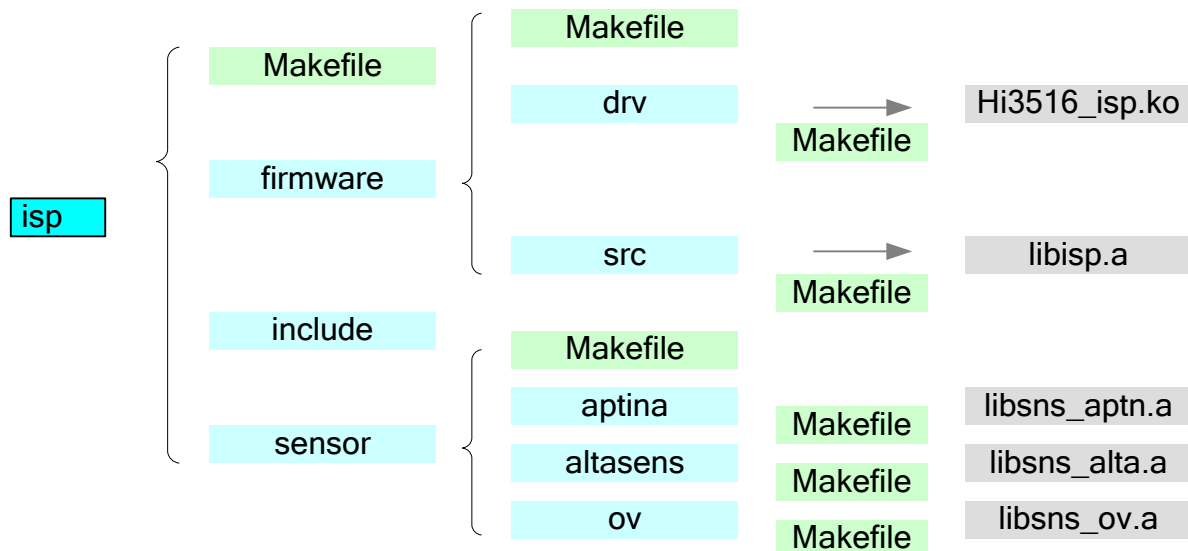 Makefile
Makefile
drv
Hi3516_isp.ko
Makefile
firmware
isp
src
libisp.a
Makefile
include
Makefile
aptina
libsns_aptn.a
Makefile
sensor
altasens
libsns_alta.a
Makefile
ov
libsns_ov.a
Makefile